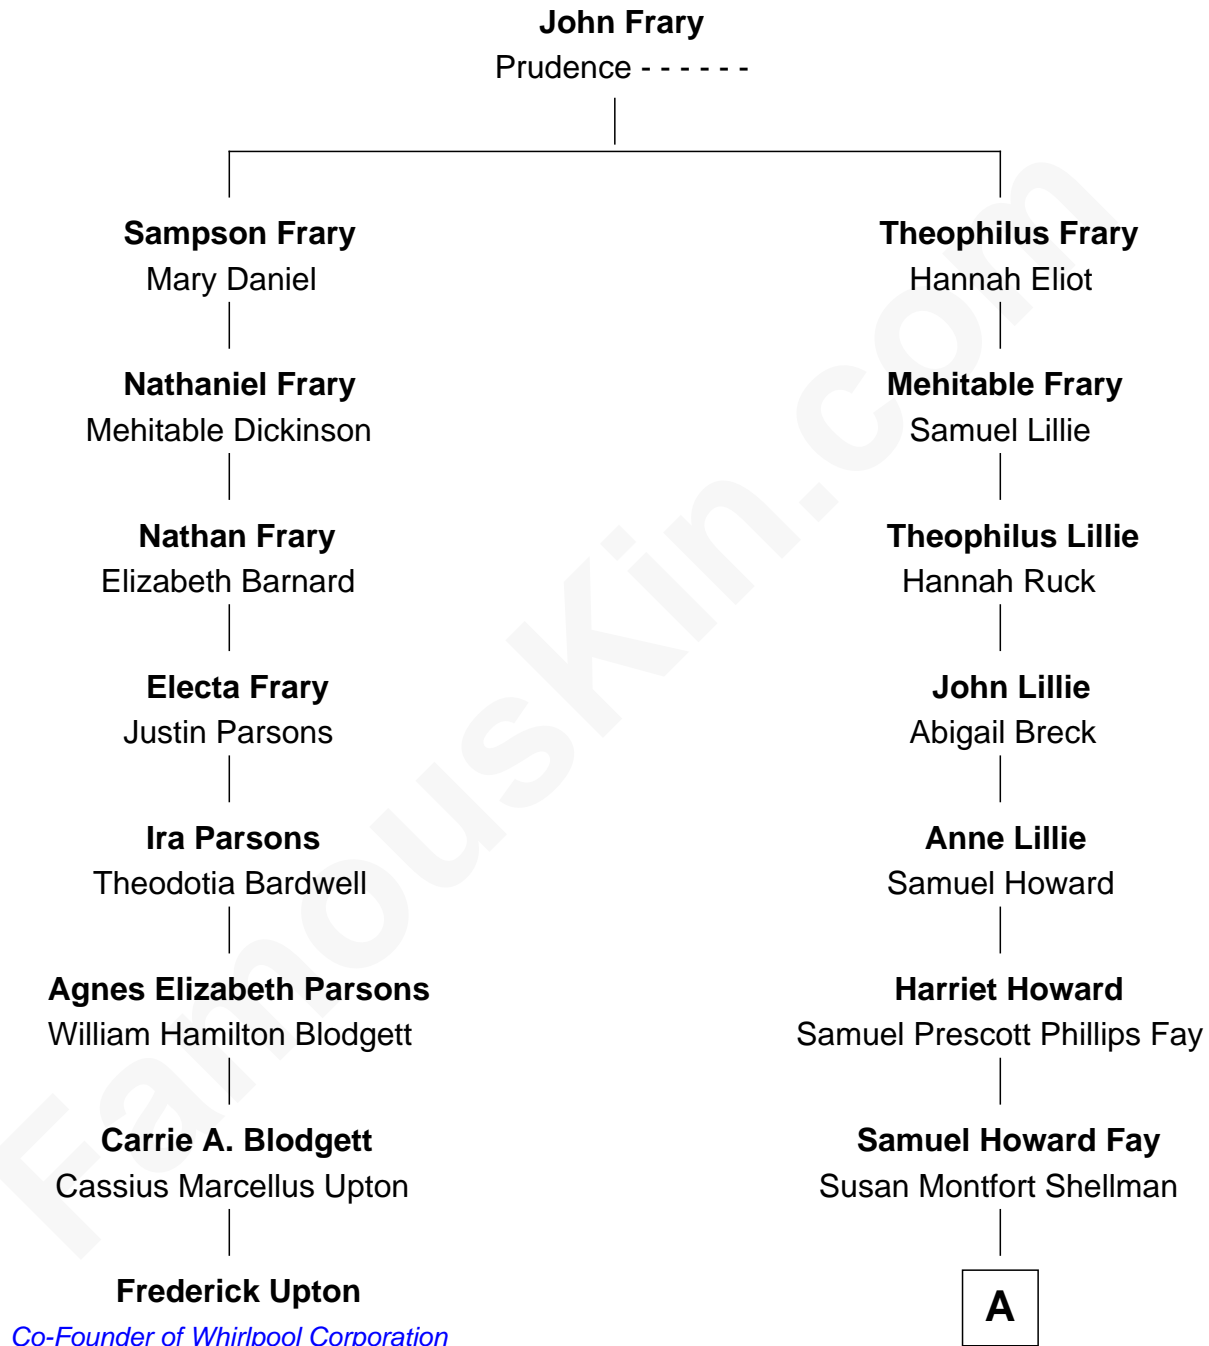 John Frary
Prudence - - - - - -
Sampson Frary
Mary Daniel
Nathaniel Frary
Mehitable Dickinson
Nathan Frary
Elizabeth Barnard
Electa Frary
Justin Parsons
Ira Parsons
Theodotia Bardwell
Agnes Elizabeth Parsons
William Hamilton Blodgett
Carrie A. Blodgett
Cassius Marcellus Upton
Frederick Upton
Co-Founder of Whirlpool Corporation
Theophilus Frary
Hannah Eliot
Mehitable Frary
Samuel Lillie
Theophilus Lillie
Hannah Ruck
John Lillie
Abigail Breck
Anne Lillie
Samuel Howard
Harriet Howard
Samuel Prescott Phillips Fay
Samuel Howard Fay
Susan Montfort Shellman
A
FamousKin.com